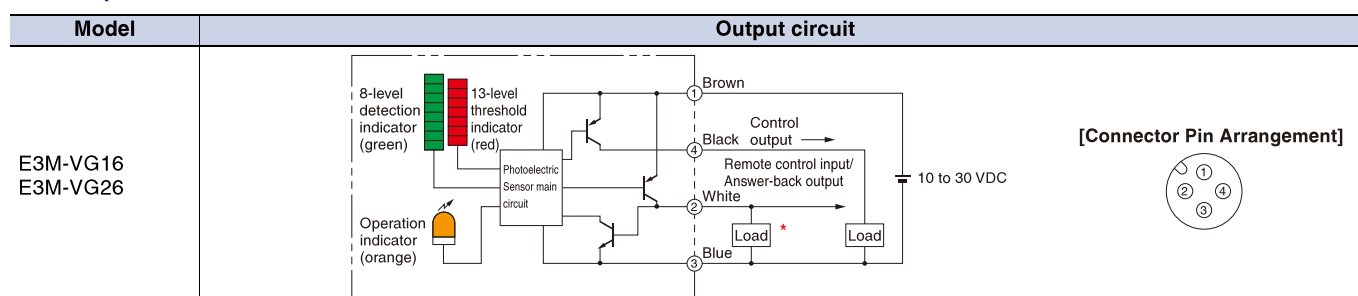 Model
Output circuit
E3M-VG16
E3M-VG26
8-level
detection
indicator
(green)
13-level
threshold
indicator
(red)
Photoelectric
Sensor main
circuit
Operation
indicator
(orange)
1
Brown
4
Black
Control
output
Remote control input/
Answer-back output
2
White
Load
*
Load
3
Blue
10 to 30 VDC
[Connector Pin Arrangement]
1
2
4
3